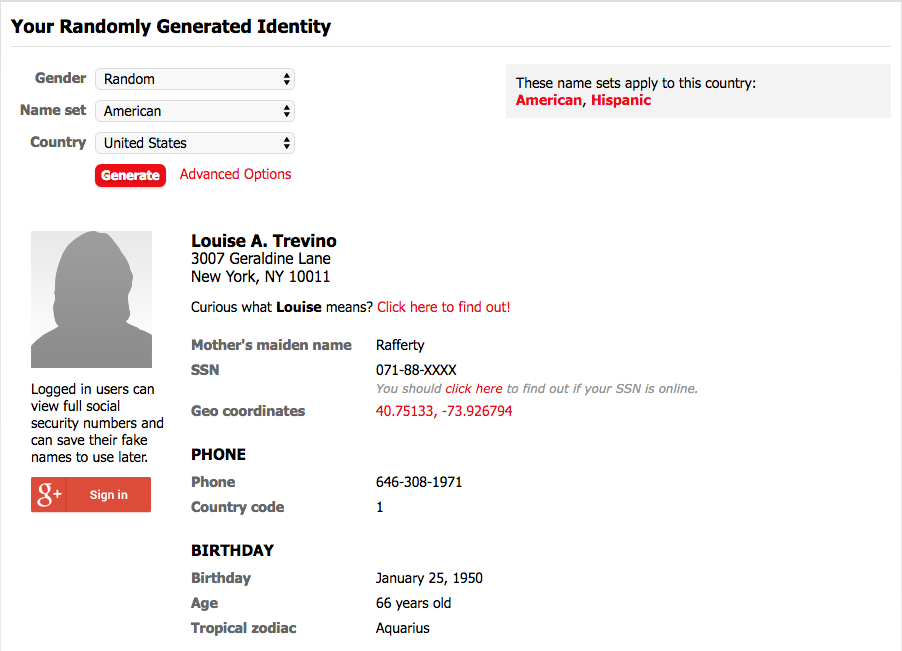 Your Randomly Generated Identity
Gender Random
Name set American
Country United States
Generate Advanced Options
These name sets apply to this country:
American, Hispanic
Louise A. Trevino
3007 Geraldine Lane
New York, NY 10011
Curious what Louise means? Click here to find out!
Logged in users can
view full social
security numbers and
can save their fake
names to use later.
g+ Sign in
Mother's maiden name Rafferty
SSN 071-88-XXXX
You should click here to find out if your SSN is online.
Geo coordinates 40.75133, -73.926794
PHONE
Phone 646-308-1971
Country code 1
BIRTHDAY
Birthday January 25, 1950
Age 66 years old
Tropical zodiac Aquarius